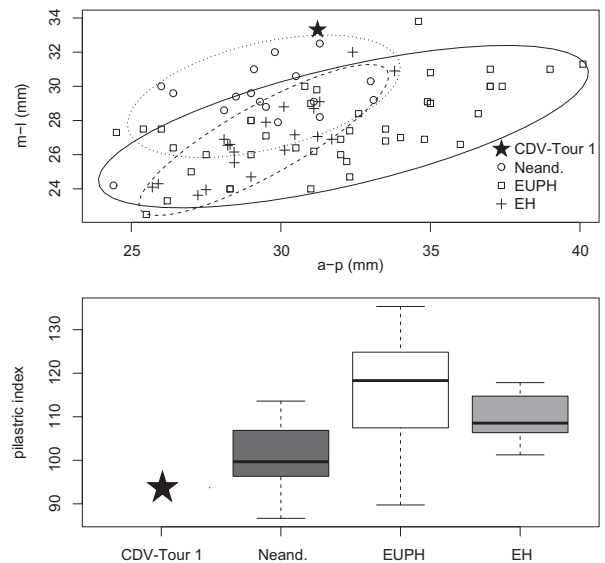 34
32
30
28
26
24
m-l (mm)
CDV-Tour 1
Neand.
EUPH
EH
25
30
35
40
a-p (mm)
130
120
110
100
90
pilastric index
CDV-Tour 1
Neand.
EUPH
EH